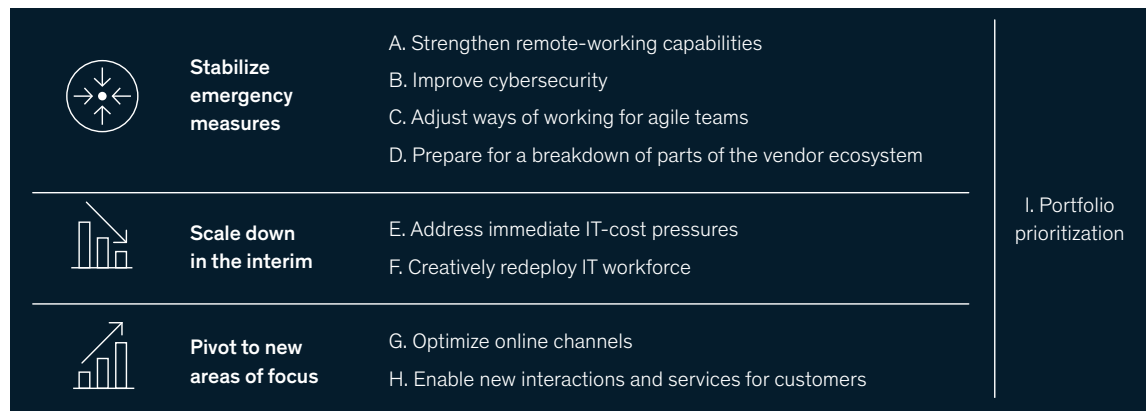 Stabilize
emergency
measures
A. Strengthen remote-working capabilities
B. Improve cybersecurity
C. Adjust ways of working for agile teams
D. Prepare for a breakdown of parts of the vendor ecosystem
Scale down
in the interim
E. Address immediate IT-cost pressures
F. Creatively redeploy IT workforce
Pivot to new
areas of focus
G. Optimize online channels
H. Enable new interactions and services for customers
I. Portfolio
prioritization